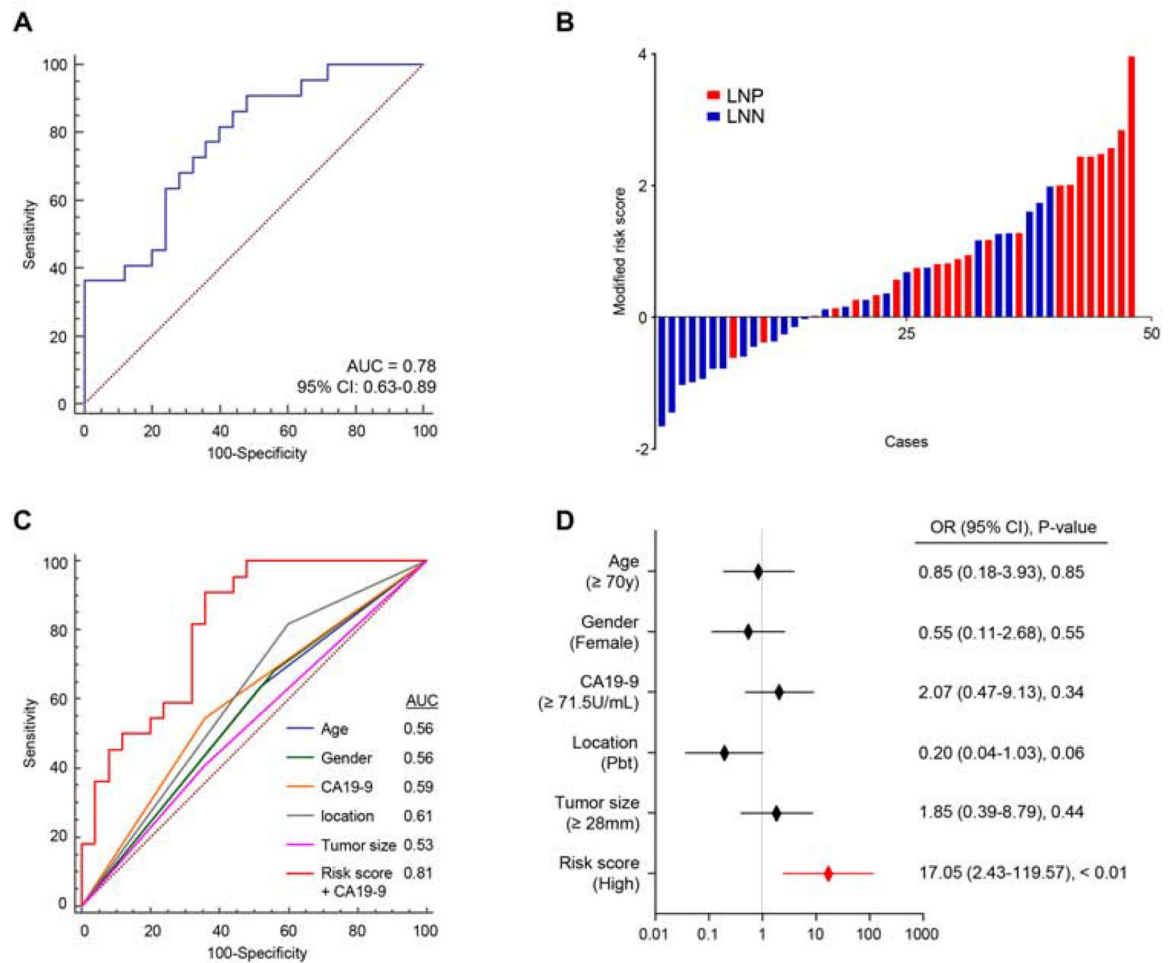 A
100
80
60
40
20
0
Sensitivity
AUC = 0.78
95% CI: 0.63-0.89
0 20 40 60 80 100
100-Specificity
B
4
2
0
-2
Modified risk score
LNP
LNN
25
50
Cases
C
100
80
60
40
20
0
Sensitivity
AUC
Age 0.56
Gender 0.56
CA19-9 0.59
location 0.61
Tumor size 0.53
Risk score 0.81
+ CA19-9
0 20 40 60 80 100
100-Specificity
D
OR (95% CI), P-value
Age
(≥ 70y)
0.85 (0.18-3.93), 0.85
Gender
(Female)
0.55 (0.11-2.68), 0.55
CA19-9
(≥ 71.5U/mL)
2.07 (0.47-9.13), 0.34
Location
(Pbt)
0.20 (0.04-1.03), 0.06
Tumor size
(≥ 28mm)
1.85 (0.39-8.79), 0.44
Risk score
(High)
17.05 (2.43-119.57), < 0.01
0.01 0.1 1 10 100 1000